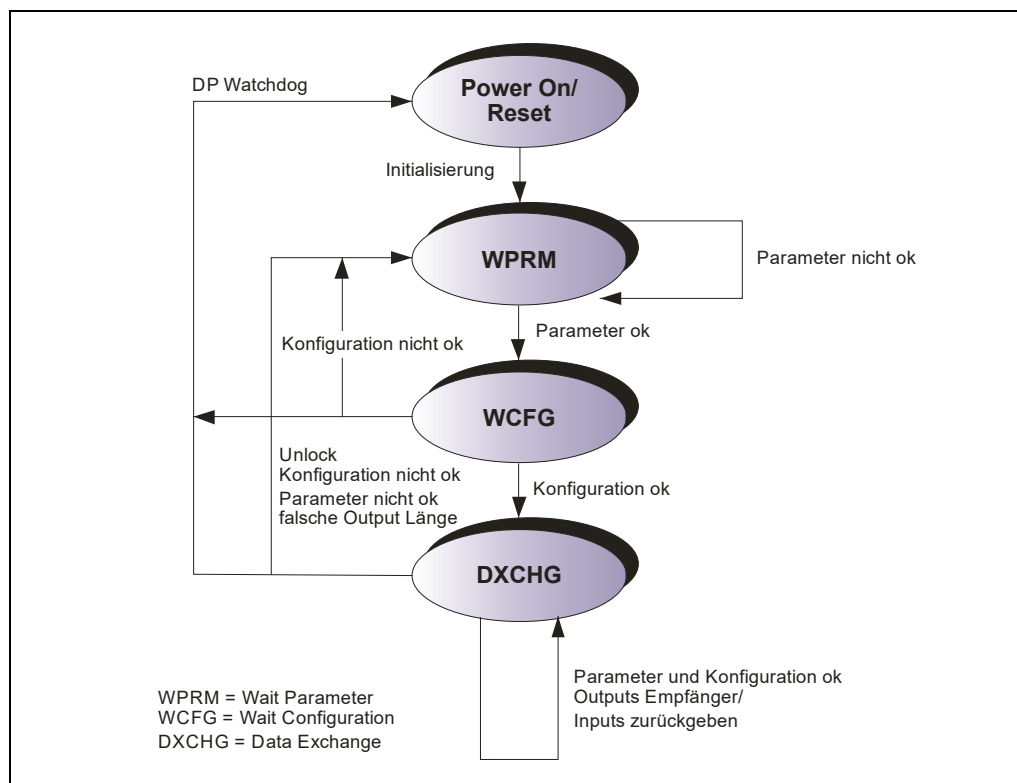 DP Watchdog
Power On/
Reset
Initialisierung
WPRM
Parameter nicht ok
Parameter ok
Konfiguration nicht ok
WCFG
Unlock
Konfiguration nicht ok
Parameter nicht ok
falsche Output Länge
Konfiguration ok
DXCHG
Parameter und Konfiguration ok
Outputs Empfänger/
Inputs zurückgeben
WPRM = Wait Parameter
WCFG = Wait Configuration
DXCHG = Data Exchange